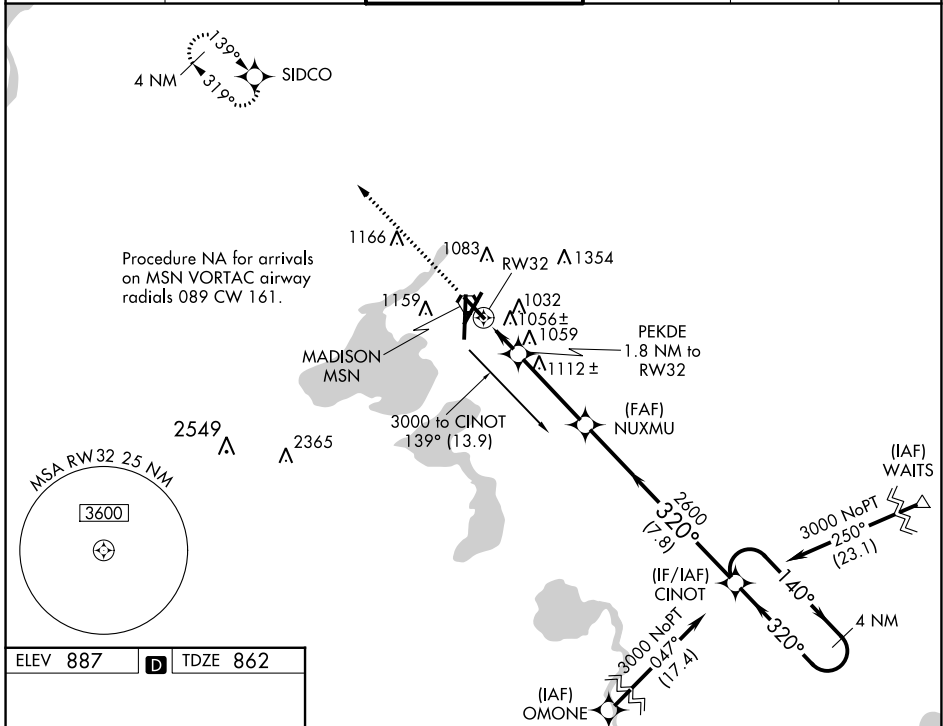 139°
319°
4 NM
SIDCO
Procedure NA for arrivals
on MSN VORTAC airway
radials 089 CW 161.
1166
1083
RW32
1354
1159
1032
1056±
1059
1112±
MADISON
MSN
PEKDE
1.8 NM to
RW32
3000 to CINOT
139° (13.9)
(FAF)
NUXMU
2549
2365
MSA RW32 25 NM
3600
(IAF)
WAITS
2600
320°
(7.8)
3000 NoPT
250°
(23.1)
(IF/IAF)
CINOT
140°
320°
4 NM
3000 NoPT
047°
(17.4)
(IAF)
OMONE
ELEV 887
D
TDZE 862